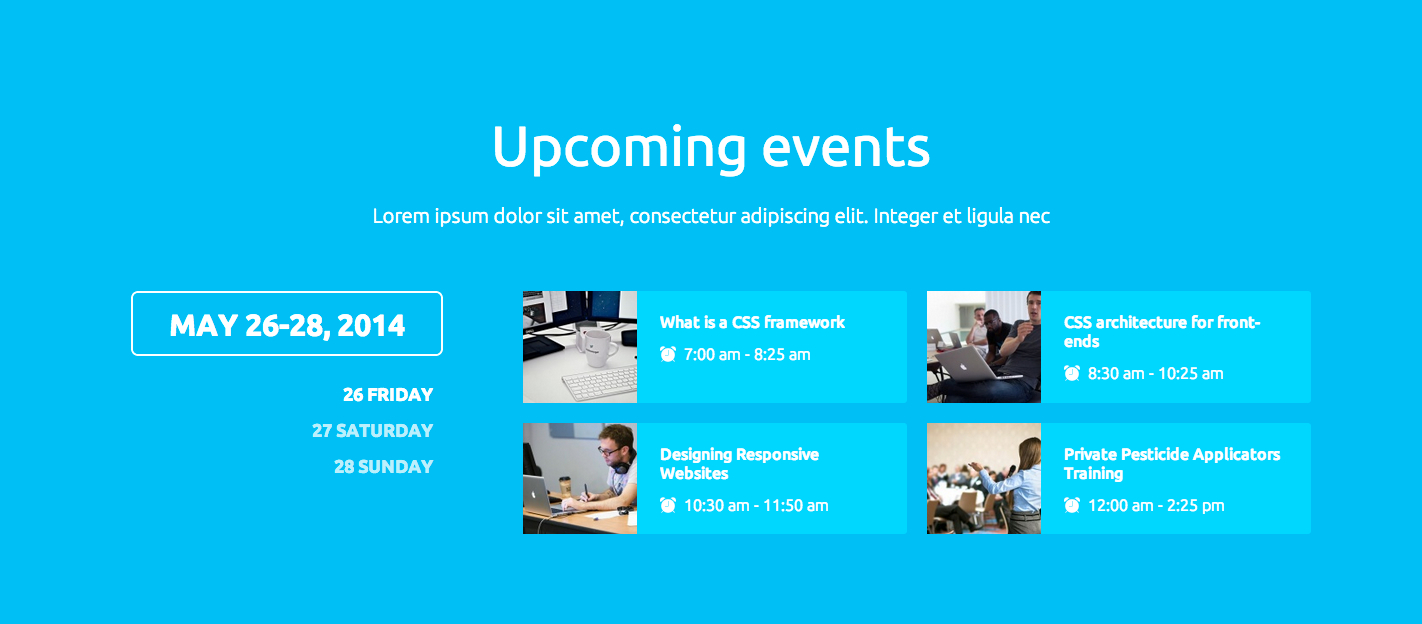 Upcoming events
Lorem ipsum dolor sit amet, consectetur adipiscing elit. Integer et ligula nec
MAY 26-28, 2014
26 FRIDAY
27 SATURDAY
28 SUNDAY
What is a CSS framework
7:00 am - 8:25 am
CSS architecture for front-
ends
8:30 am - 10:25 am
Designing Responsive
Websites
10:30 am - 11:50 am
Private Pesticide Applicators
Training
12:00 am - 2:25 pm